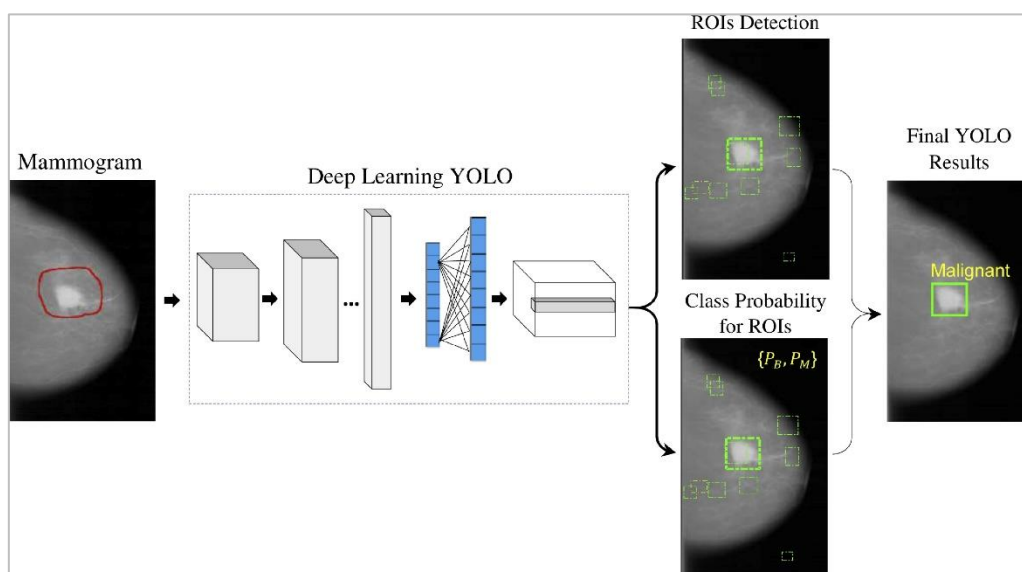 Mammogram
Deep Learning YOLO
...
ROIs Detection
Class Probability
for ROIs
{P_B, P_M}
Final YOLO
Results
Malignant